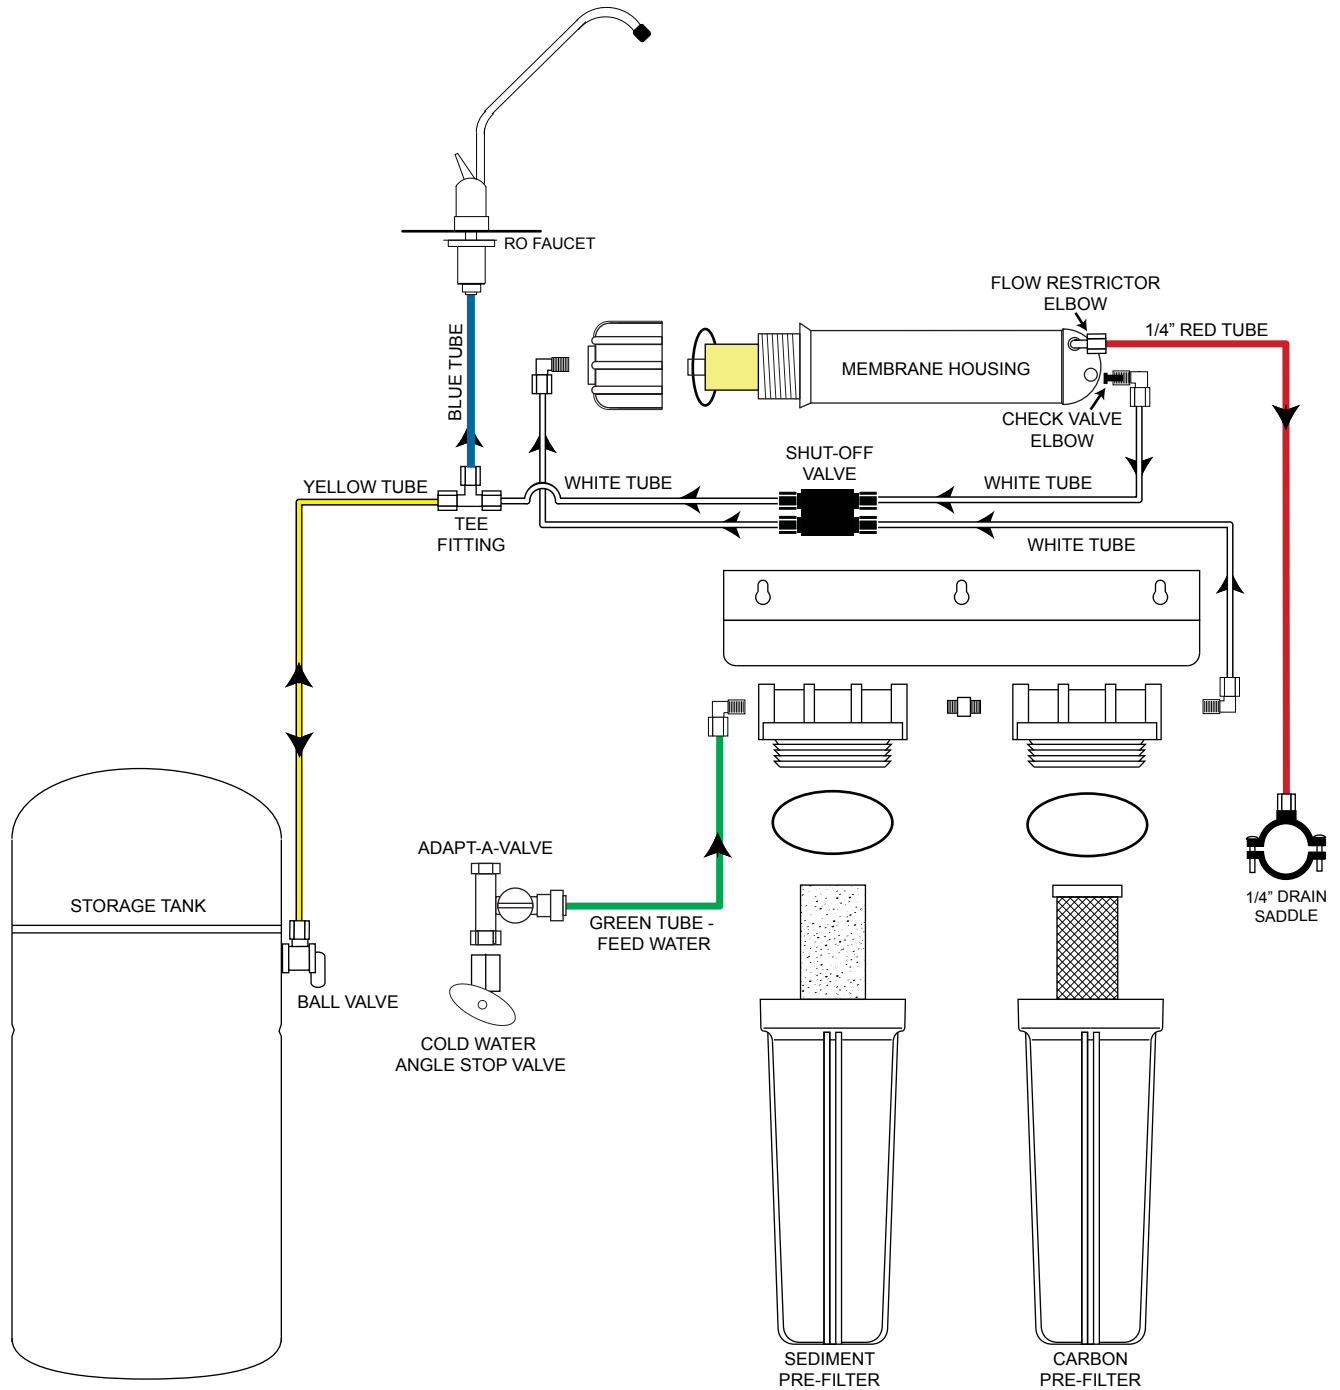 RO FAUCET
FLOW RESTRICTOR
ELBOW
1/4” RED TUBE
BLUE TUBE
MEMBRANE HOUSING
CHECK VALVE
ELBOW
SHUT-OFF
VALVE
YELLOW TUBE
WHITE TUBE
WHITE TUBE
TEE
FITTING
WHITE TUBE
ADAPT-A-VALVE
STORAGE TANK
GREEN TUBE -
FEED WATER
1/4” DRAIN
SADDLE
BALL VALVE
COLD WATER
ANGLE STOP VALVE
SEDIMENT
PRE-FILTER
CARBON
PRE-FILTER